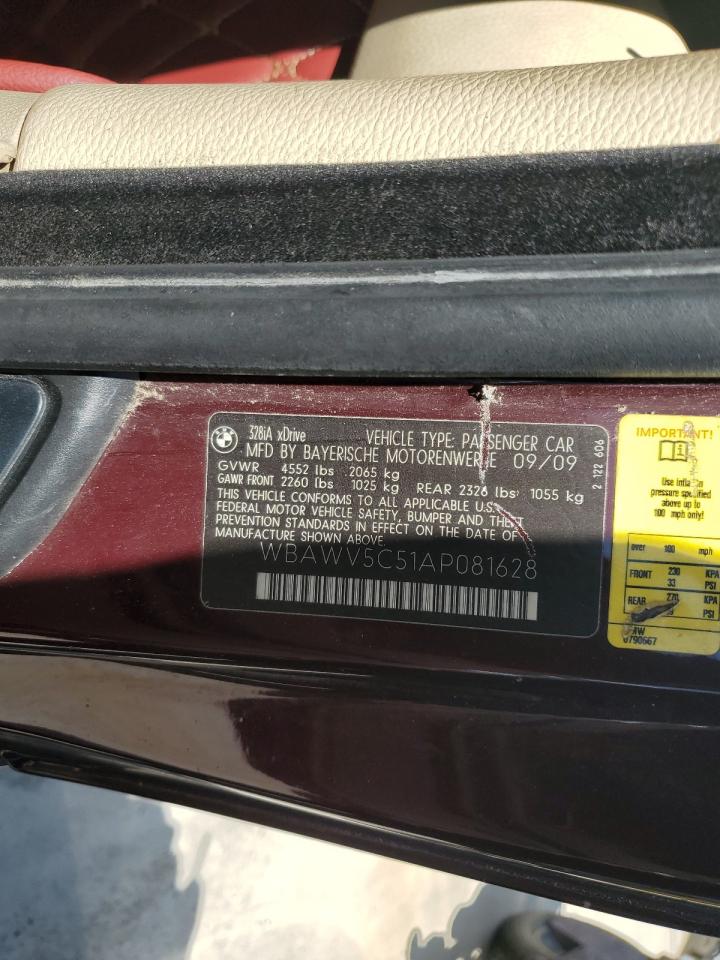 BMW
328iA xDrive VEHICLE TYPE: PASSENGER CAR
MFD BY BAYERISCHE MOTORENWERKE 09/09
GVWR 4552 lbs 2065 kg
GAWR FRONT 2260 lbs 1025 kg REAR 2326 lbs 1055 kg
THIS VEHICLE CONFORMS TO ALL APPLICABLE U.S.
FEDERAL MOTOR VEHICLE SAFETY, BUMPER AND THEFT
PREVENTION STANDARDS IN EFFECT ON THE DATE OF
MANUFACTURE SHOWN ABOVE.
WBAWV5C51AP081628
2 122 606
IMPORTANT!
Use inflation
pressure specified
above up to
100 mph only!
over 100 mph
FRONT 230 KPA
33 PSI
REAR 270 KPA
PSI
BMW
6790667